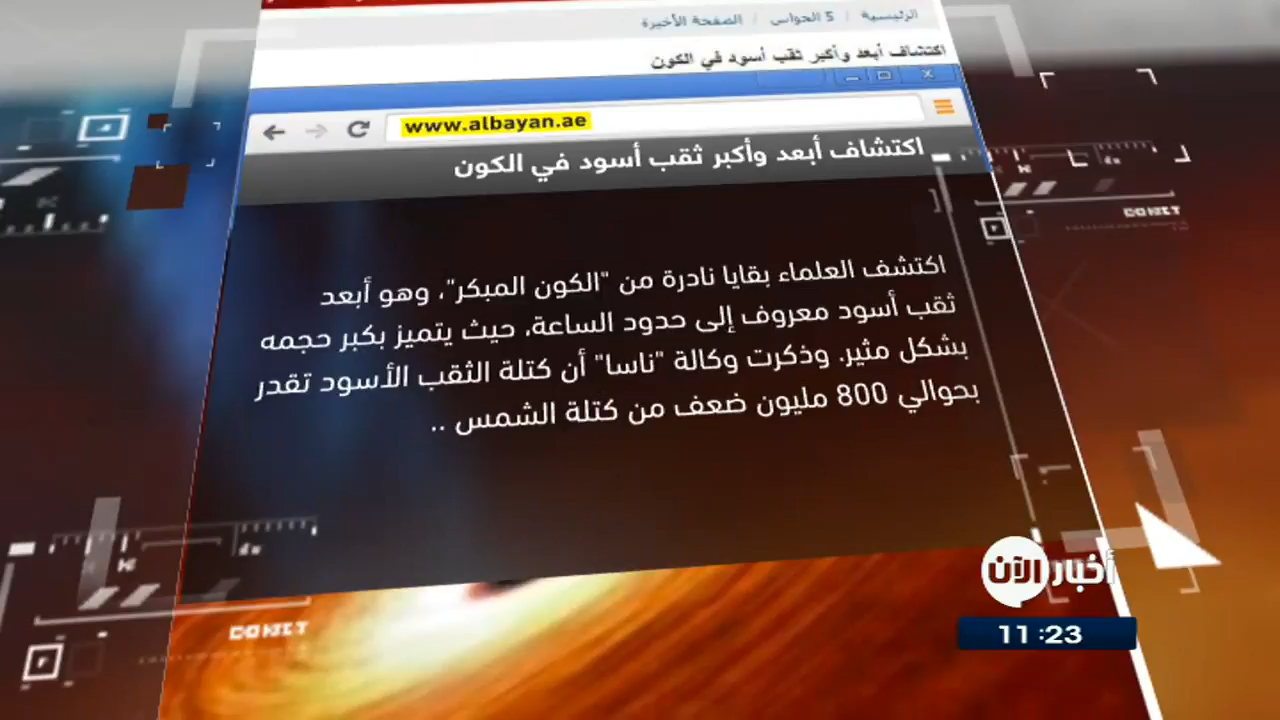 الرئيسية / 5 الحواس / الصفحة الأخيرة
اكتشاف أبعد وأكبر ثقب أسود في الكون
www.albayan.ae
اكتشاف أبعد وأكبر ثقب أسود في الكون
اكتشف العلماء بقايا نادرة من "الكون المبكر"، وهو أبعد
ثقب أسود معروف إلى حدود الساعة، حيث يتميز بكبر حجمه
بشكل مثير. وذكرت وكالة "ناسا" أن كتلة الثقب الأسود تقدر
بحوالي 800 مليون ضعف من كتلة الشمس ..
أخبار الآن
11:23